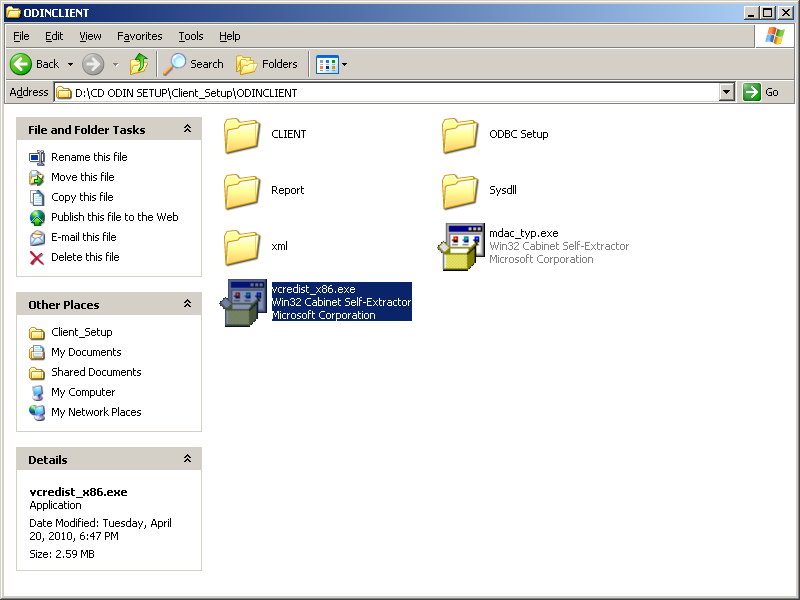 ODINCLIENT
File Edit View Favorites Tools Help
Back Search Folders
Address D:\CD ODIN SETUP\Client_Setup\ODINCLIENT Go
File and Folder Tasks
Rename this file
Move this file
Copy this file
Publish this file to the Web
E-mail this file
Delete this file
Other Places
Client_Setup
My Documents
Shared Documents
My Computer
My Network Places
Details
vcredist_x86.exe
Application
Date Modified: Tuesday, April
20, 2010, 6:47 PM
Size: 2.59 MB
CLIENT
ODBC Setup
Report
Sysdll
xml
mdac_typ.exe
Win32 Cabinet Self-Extractor
Microsoft Corporation
vcredist_x86.exe
Win32 Cabinet Self-Extractor
Microsoft Corporation